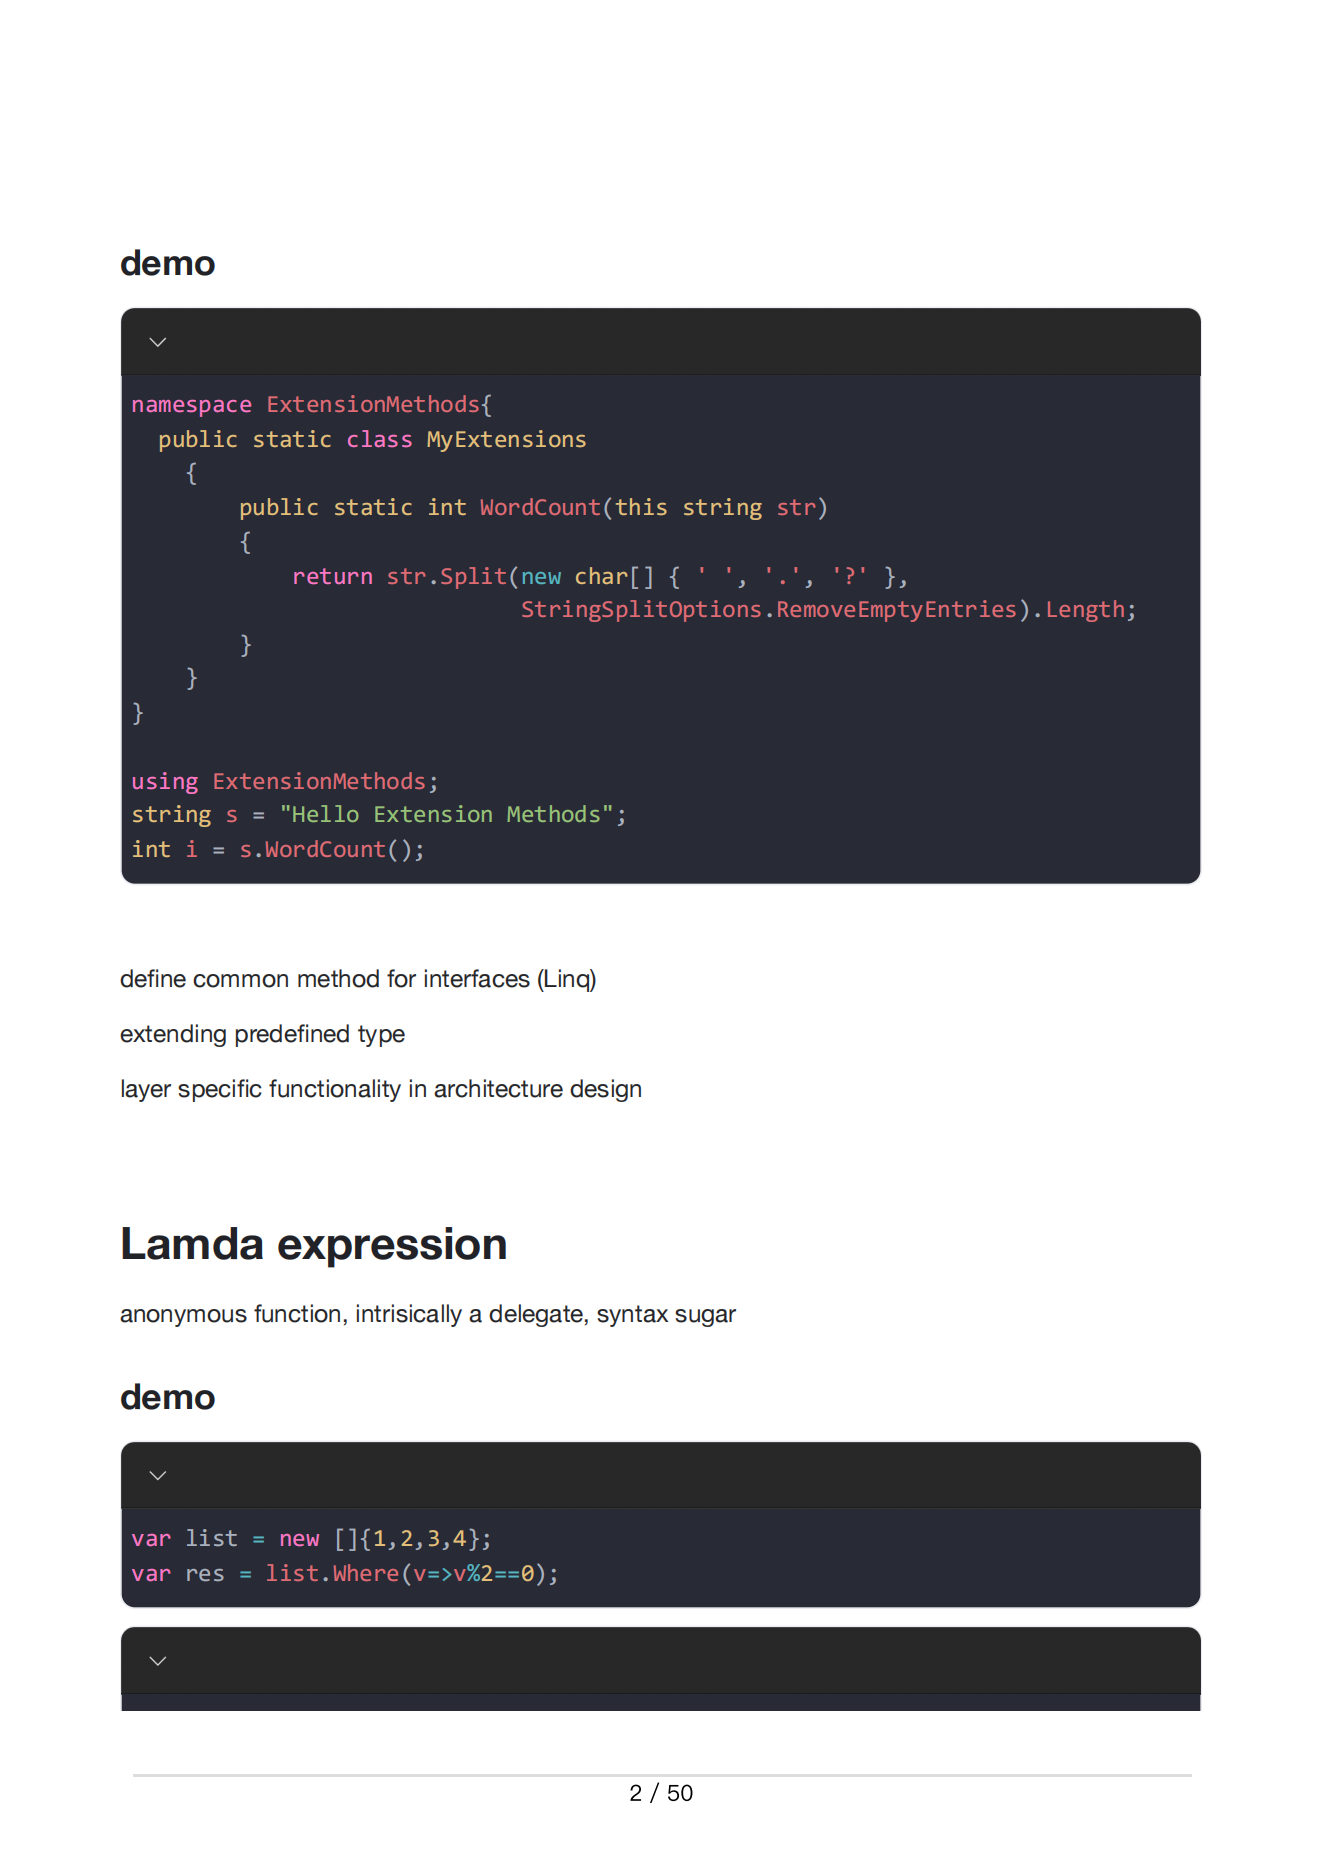 demo
namespace ExtensionMethods{
  public static class MyExtensions
    {
        public static int WordCount(this string str)
        {
            return str.Split(new char[] { ' ', '.', '?' },
                             StringSplitOptions.RemoveEmptyEntries).Length;
        }
    }
}
using ExtensionMethods;
string s = "Hello Extension Methods";
int i = s.WordCount();
define common method for interfaces (Linq)
extending predefined type
layer specific functionality in architecture design
Lamda expression
anonymous function, intrisically a delegate, syntax sugar
demo
var list = new []{1,2,3,4};
var res = list.Where(v=>v%2==0);
2 / 50